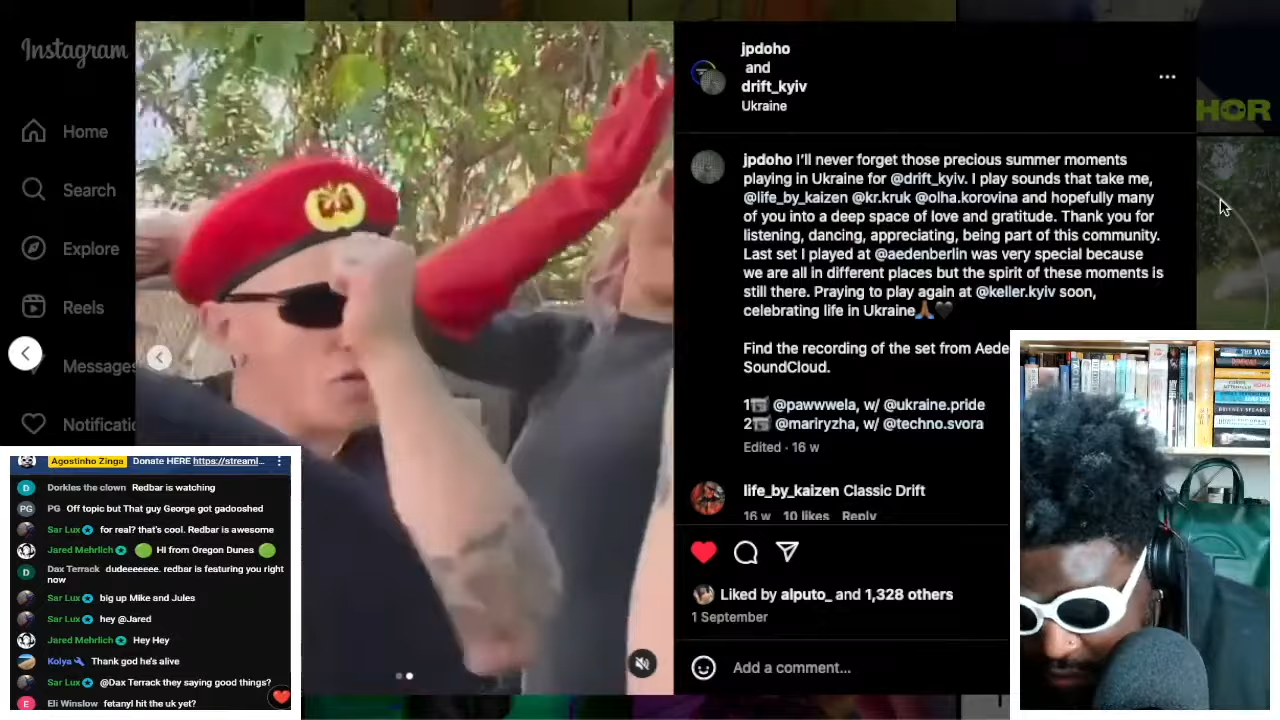 Instagram
Home
Search
Explore
Reels
Messages
Notificatio
jpdoho
and
drift_kyiv
Ukraine
jpdoho I'll never forget those precious summer moments
playing in Ukraine for @drift_kyiv. I play sounds that take me,
@life_by_kaizen @kr.kruk @olha.korovina and hopefully many
of you into a deep space of love and gratitude. Thank you for
listening, dancing, appreciating, being part of this community.
Last set I played at @aedenberlin was very special because
we are all in different places but the spirit of these moments is
still there. Praying to play again at @keller.kyiv soon,
celebrating life in Ukraine🙏🏾🖤
Find the recording of the set from Aede
SoundCloud.
1📹 @pawwwela, w/ @ukraine.pride
2📹 @mariryzha, w/ @techno.svora
Edited · 16 w
life_by_kaizen Classic Drift
16 w 10 likes Reply
Liked by alputo_ and 1,328 others
1 September
Add a comment...
HOR
Agostinho Zinga Donate HERE https://streaml...
D Dorkles the clown Redbar is watching
PG PG Off topic but That guy George got gadooshed
Sar Lux for real? that's cool. Redbar is awesome
Jared Mehrlich 🟢 HI from Oregon Dunes 🟢
D Dax Terrack dudeeeeee. redbar is featuring you right
now
Sar Lux big up Mike and Jules
Sar Lux hey @Jared
Jared Mehrlich Hey Hey
Kolya Thank god he's alive
Sar Lux @Dax Terrack they saying good things?
E Eli Winslow fetanyl hit the uk yet?
BRITNEY SPEARS